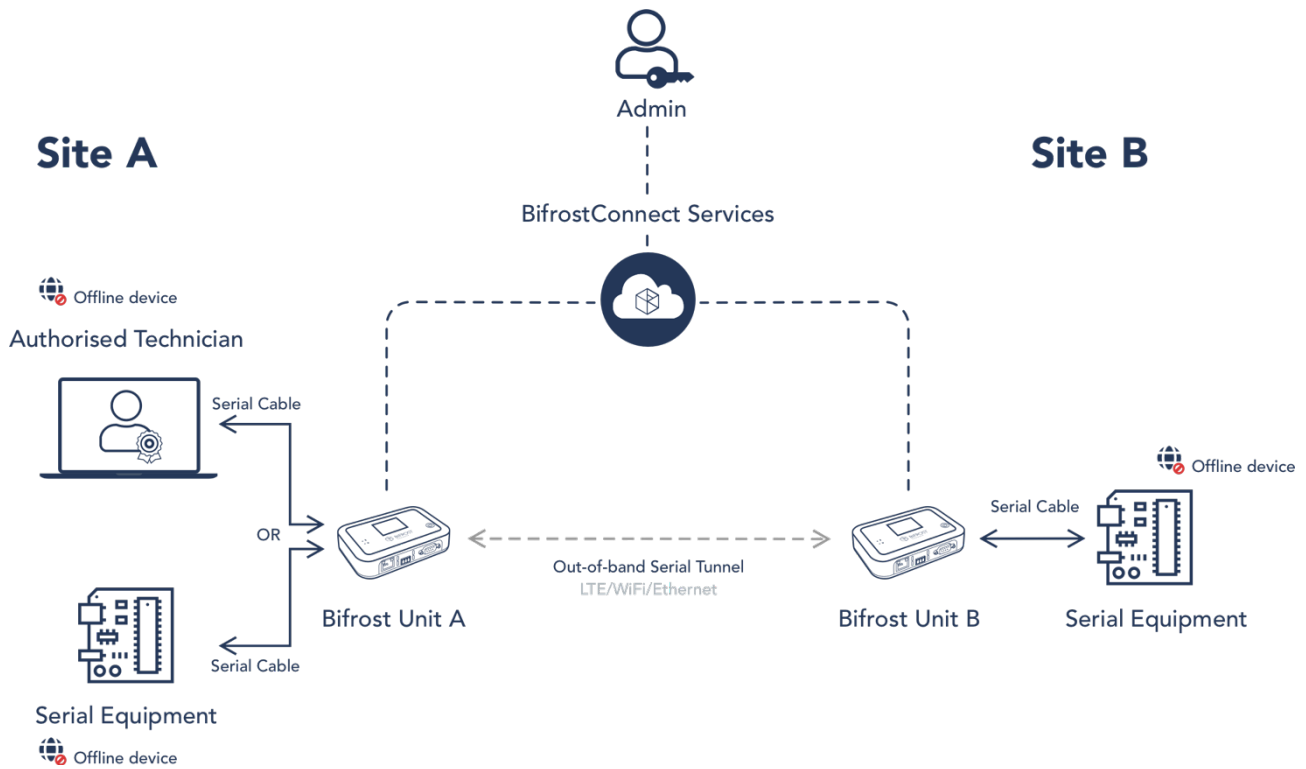 Admin
Site A
Site B
BifrostConnect Services
Offline device
Authorised Technician
Serial Cable
OR
Serial Cable
Serial Equipment
Offline device
Bifrost Unit A
Out-of-band Serial Tunnel
LTE/WiFi/Ethernet
Bifrost Unit B
Serial Cable
Offline device
Serial Equipment